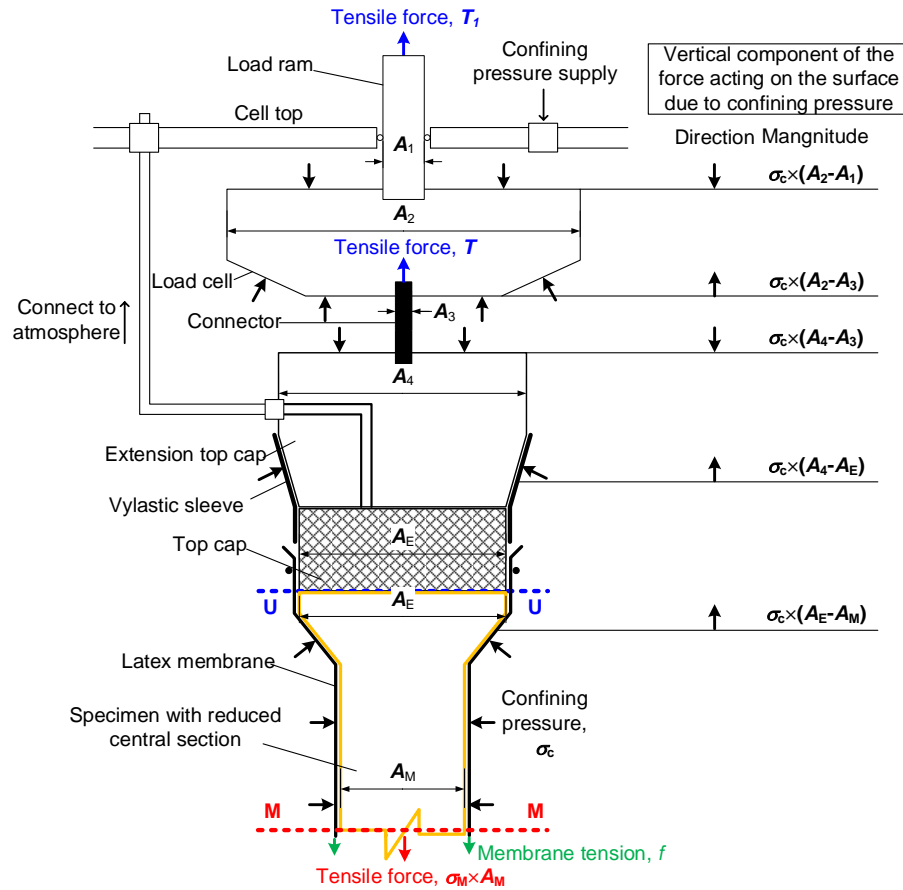 Tensile force, T₁
Load ram
Confining
pressure supply
Vertical component of the
force acting on the surface
due to confining pressure
Cell top
Direction Mangnitude
A₁
σc×(A₂-A₁)
A₂
Tensile force, T
Load cell
σc×(A₂-A₃)
Connect to
atmosphere
Connector
A₃
σc×(A₄-A₃)
A₄
Extension top cap
σc×(A₄-AE)
Vylastic sleeve
AE
Top cap
AE
U
U
σc×(AE-AM)
Latex membrane
Specimen with reduced
central section
Confining
pressure,
σc
AM
M
M
Membrane tension, f
Tensile force, σM×AM